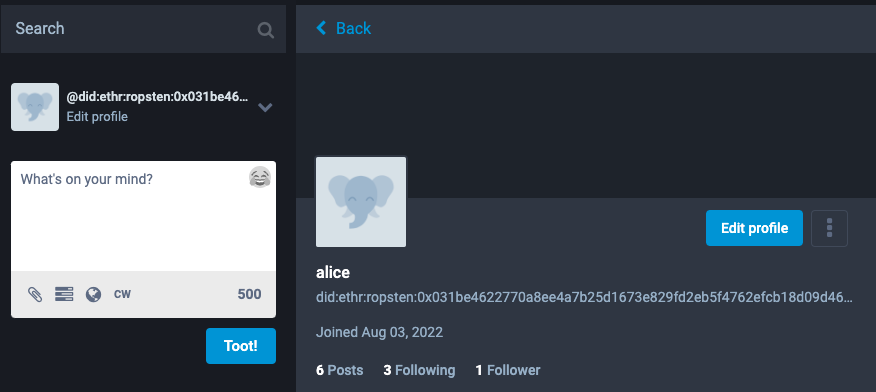 Search
@did:ethr:ropsten:0x031be46...
Edit profile
What's on your mind?
CW
500
Toot!
Back
Edit profile
alice
did:ethr:ropsten:0x031be4622770a8ee4a7b25d1673e829fd2eb5f4762efcb18d09d46...
Joined Aug 03, 2022
6 Posts 3 Following 1 Follower